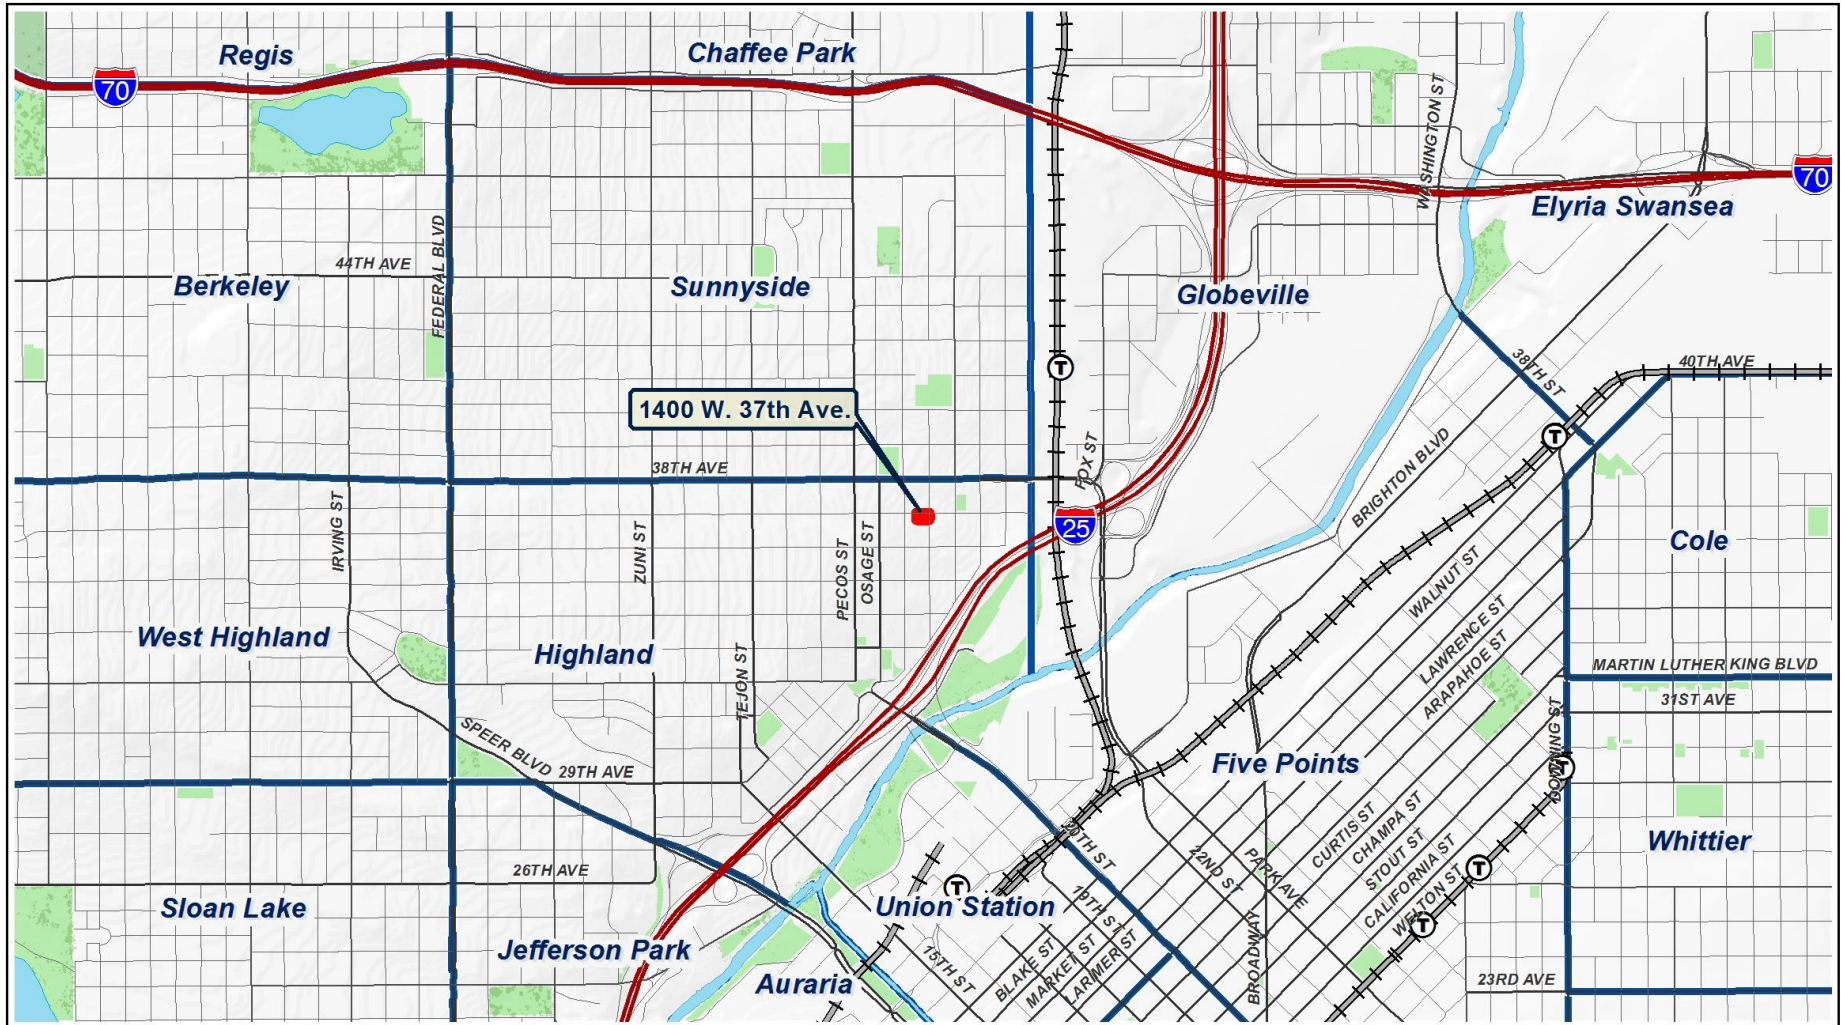 Regis
Chaffee Park
70
WASHINGTON ST
70
Elyria Swansea
44TH AVE
FEDERAL BLVD
Berkeley
Sunnyside
Globeville
T
38TH ST
40TH AVE
1400 W. 37th Ave.
T
38TH AVE
FOX ST
BRIGHTON BLVD
IRVING ST
ZUNI ST
PECOS ST
OSAGE ST
25
Cole
WALNUT ST
LAWRENCE ST
ARAPAHOE ST
West Highland
Highland
TEJON ST
MARTIN LUTHER KING BLVD
31ST AVE
SPEER BLVD
29TH AVE
Five Points
DOWNING ST
T
20TH ST
22ND ST
PARK AVE
CURTIS ST
CHAMPA ST
STOUT ST
CALIFORNIA ST
WELTON ST
T
T
Whittier
26TH AVE
T
Sloan Lake
Union Station
19TH ST
Jefferson Park
Auraria
15TH ST
BLAKE ST
MARKET ST
LARIMER ST
BROADWAY
23RD AVE